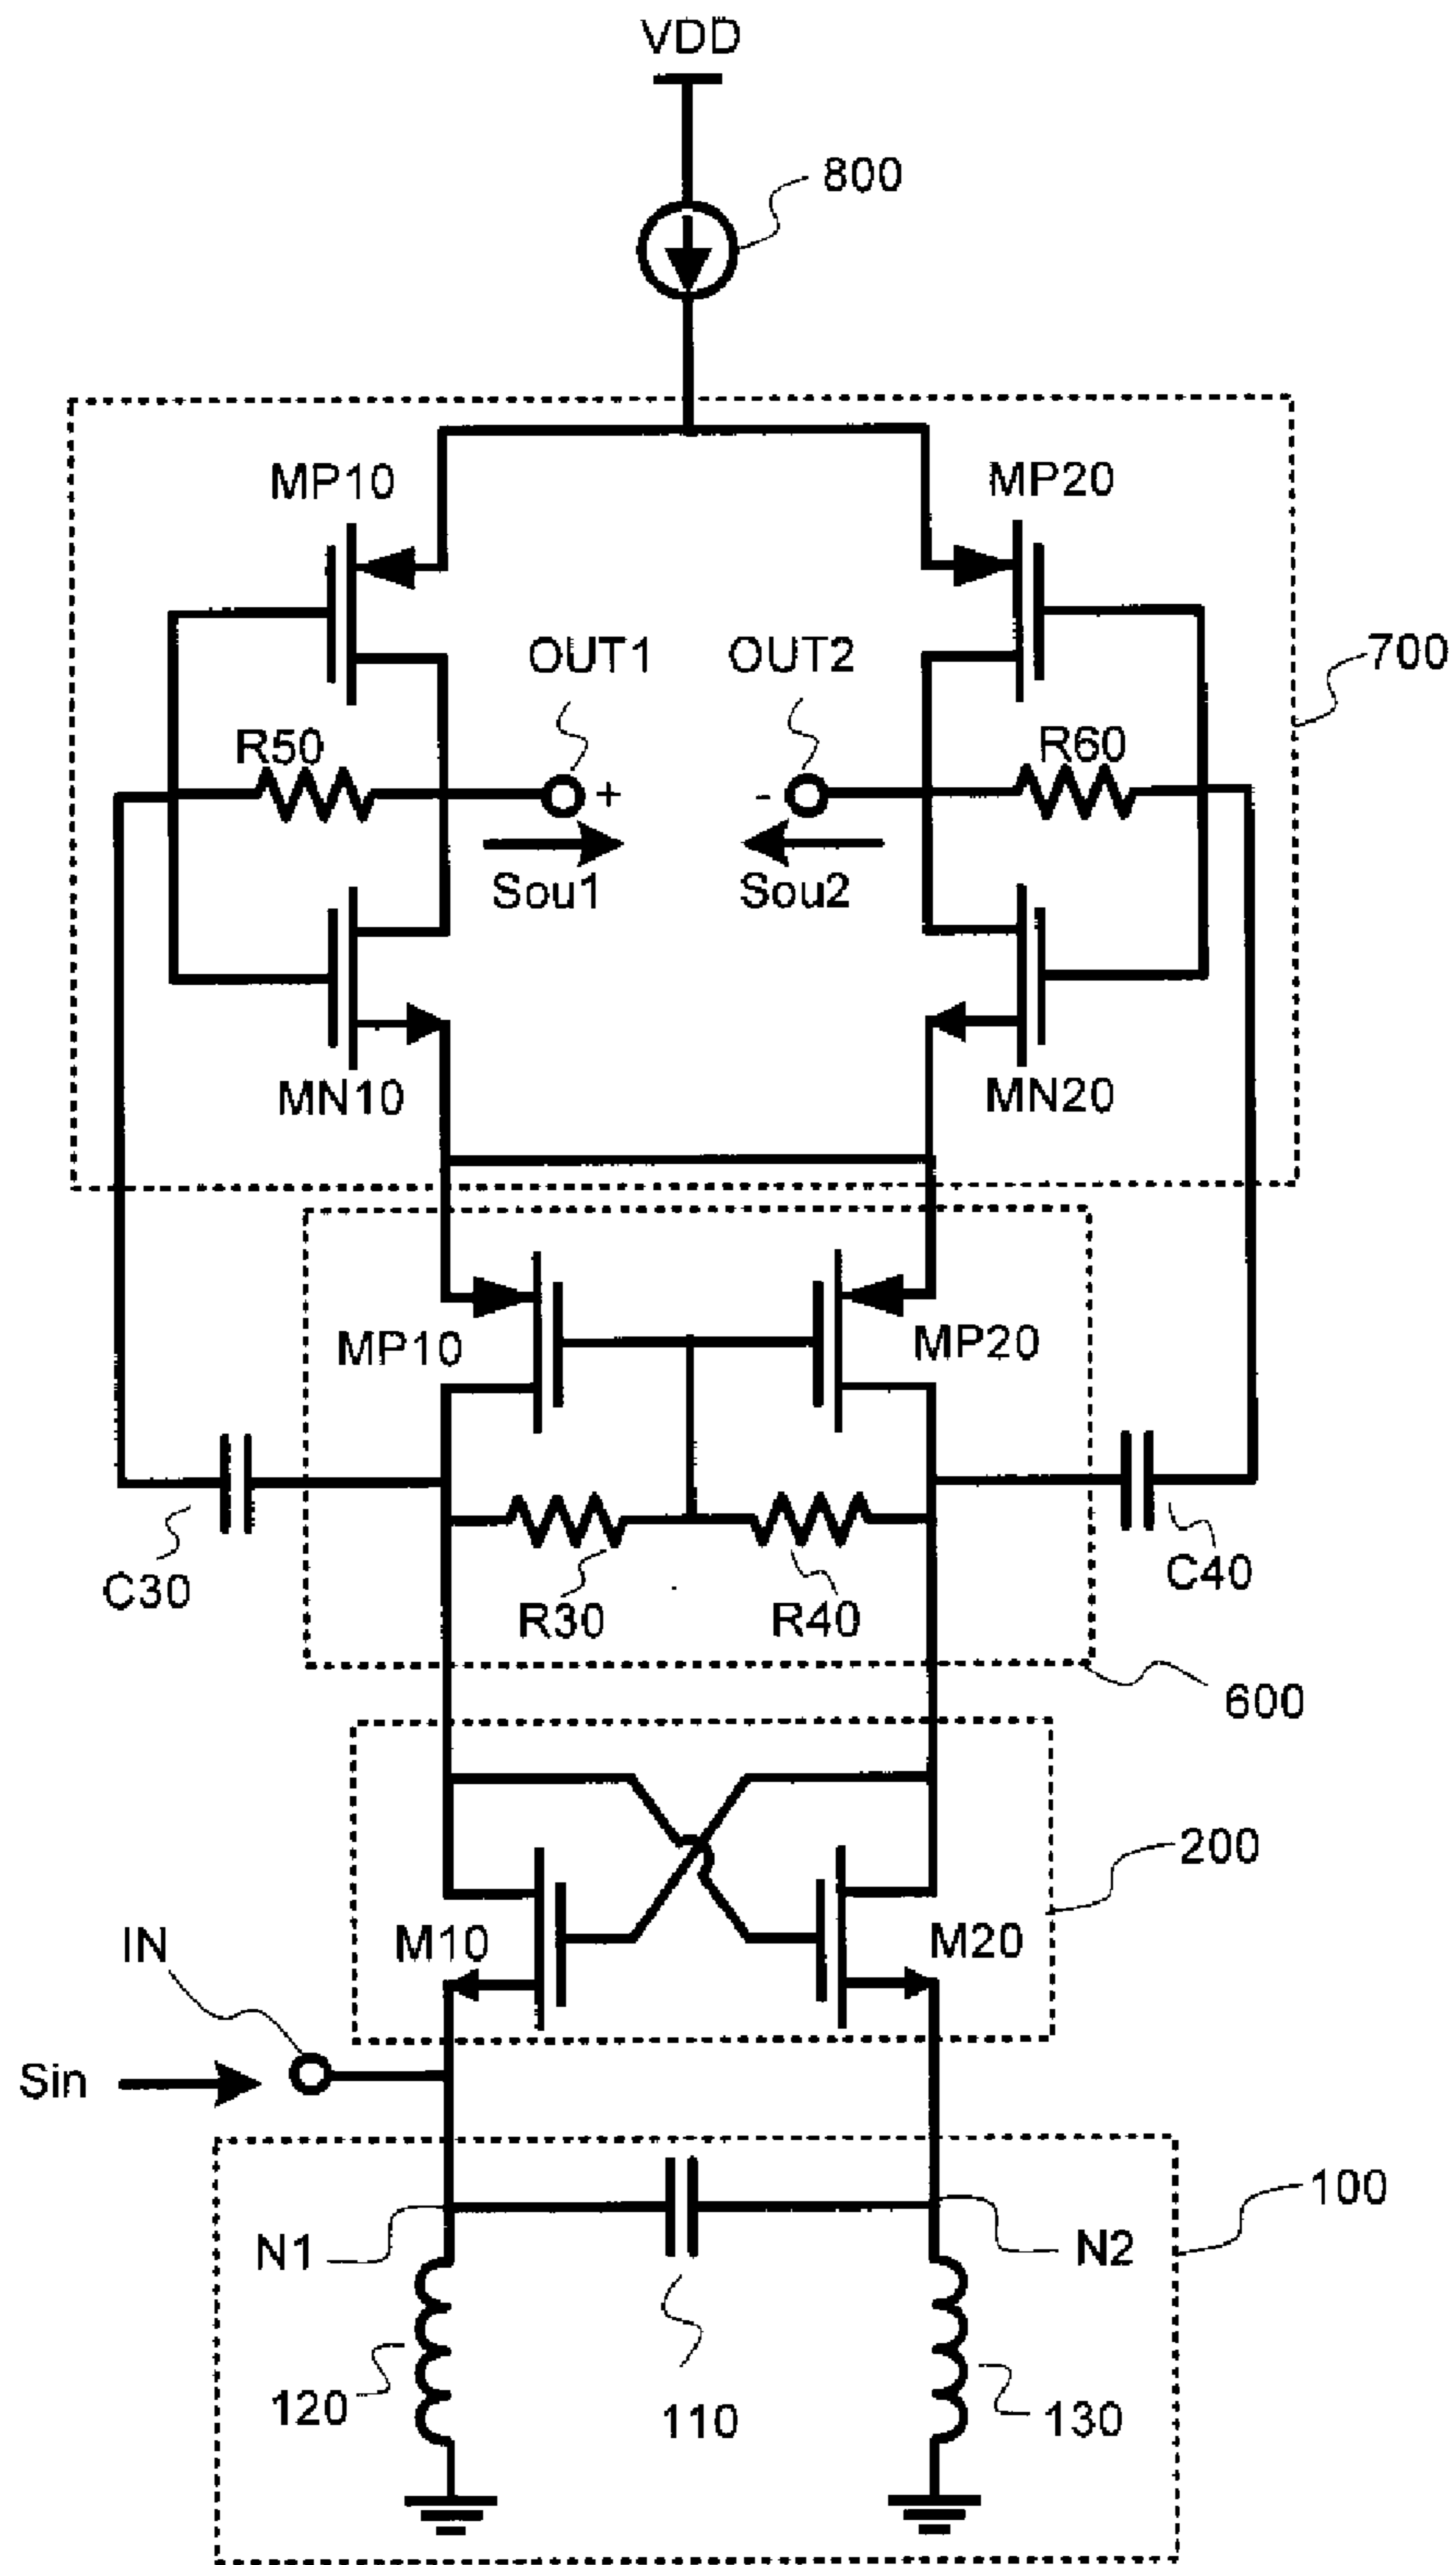 VDD
800
MP10
MP20
OUT1
OUT2
700
R50
R60
+
-
Sou1
Sou2
MN10
MN20
MP10
MP20
C30
C40
R30
R40
600
200
M10
M20
IN
Sin
100
N1
N2
120
110
130